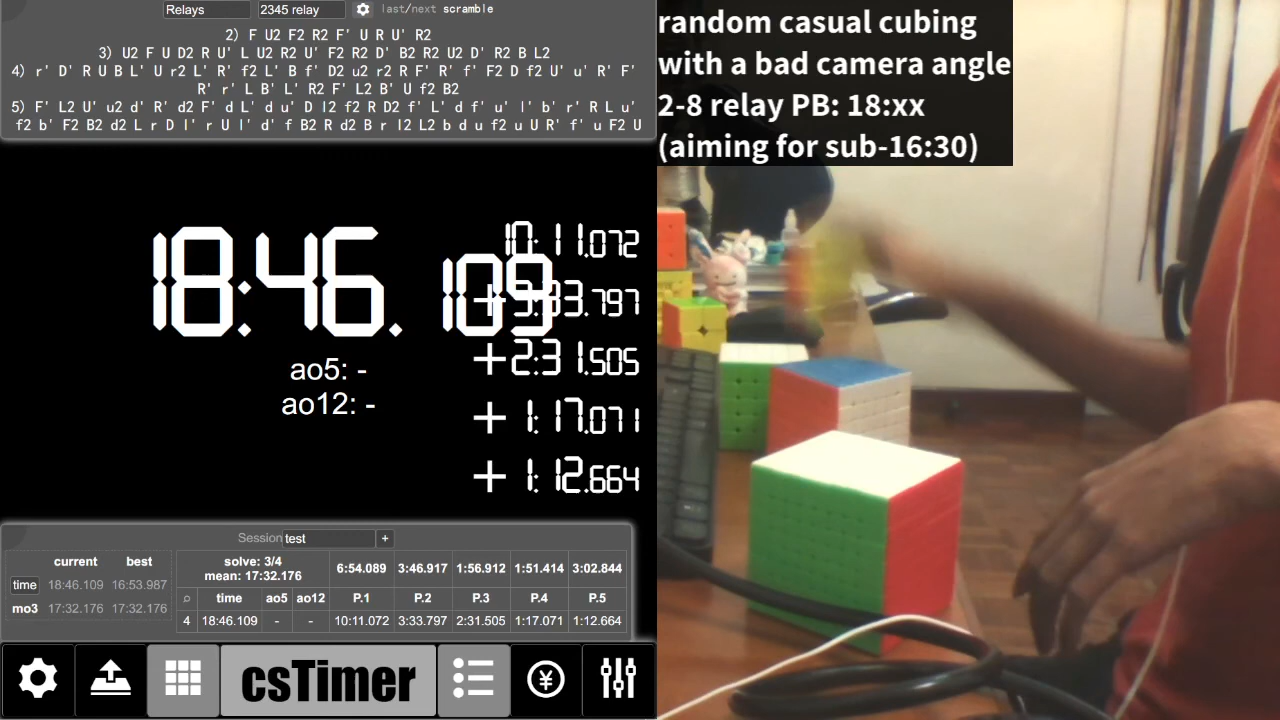 Relays 2345 relay last/next scramble
2) F U2 F2 R2 F' U R U' R2
3) U2 F U D2 R U' L U2 R2 U' F2 R2 D' B2 R2 U2 D' R2 B L2
4) r' D' R U B L' U r2 L' R' f2 L' B f' D2 u2 r2 R F' R' f' F2 D f2 U' u' R' F'
R' r' L B' L' R2 F' L2 B' U f2 B2
5) F' L2 U' u2 d' R' d2 F' d L' d u' D l2 f2 R D2 f' L' d f' u' l' b' r' R L u'
f2 b' F2 B2 d2 L r D l' r U l' d' f B2 R d2 B r l2 L2 b d u f2 u U R' f' u F2 U
18:46.109
ao5: -
ao12: -
10:11.072
+3:33.797
+2:31.505
+1:17.071
+1:12.664
Session test +
current best
time 18:46.109 16:53.987
mo3 17:32.176 17:32.176
solve: 3/4
mean: 17:32.176
6:54.089 3:46.917 1:56.912 1:51.414 3:02.844
time ao5 ao12 P.1 P.2 P.3 P.4 P.5
4 18:46.109 - - 10:11.072 3:33.797 2:31.505 1:17.071 1:12.664
csTimer
¥
random casual cubing
with a bad camera angle
2-8 relay PB: 18:xx
(aiming for sub-16:30)